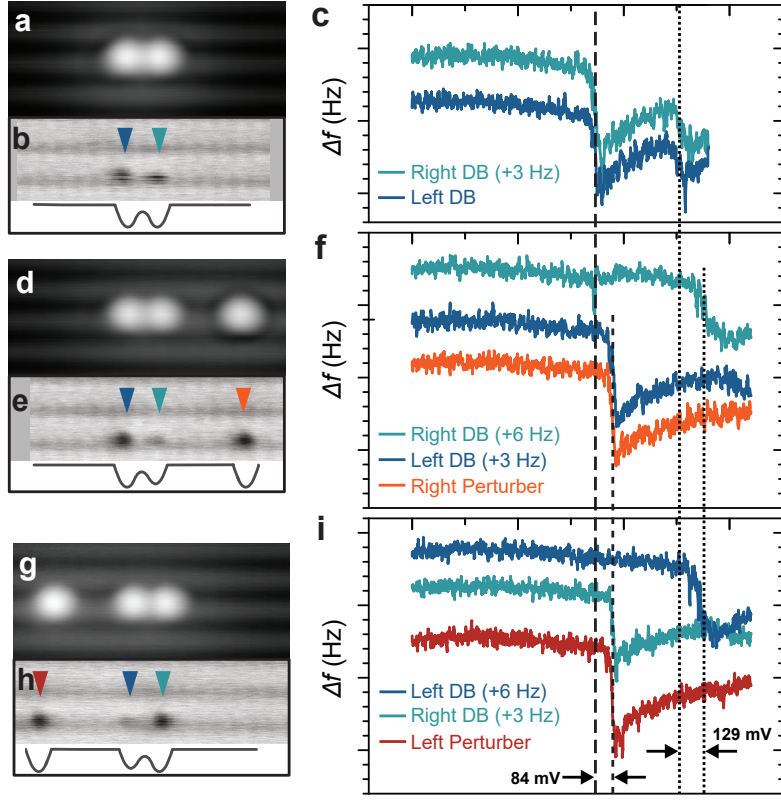 a
b
c
Δf (Hz)
Right DB (+3 Hz)
Left DB
d
e
f
Δf (Hz)
Right DB (+6 Hz)
Left DB (+3 Hz)
Right Perturber
g
h
i
Δf (Hz)
Left DB (+6 Hz)
Right DB (+3 Hz)
Left Perturber
129 mV
84 mV